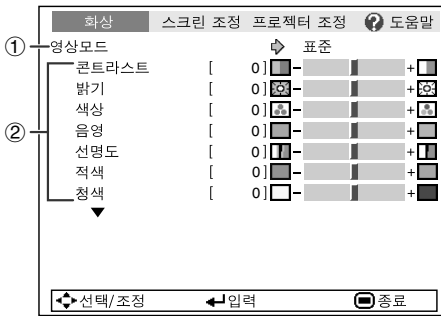 화상 스크린 조정 프로젝터 조정 ? 도움말
① 영상모드 표준
콘트라스트 [ 0 ] - +
밝기 [ 0 ] - +
② 색상 [ 0 ] - +
음영 [ 0 ] - +
선명도 [ 0 ] - +
적색 [ 0 ] - +
청색 [ 0 ] - +
선택/조정 입력 종료